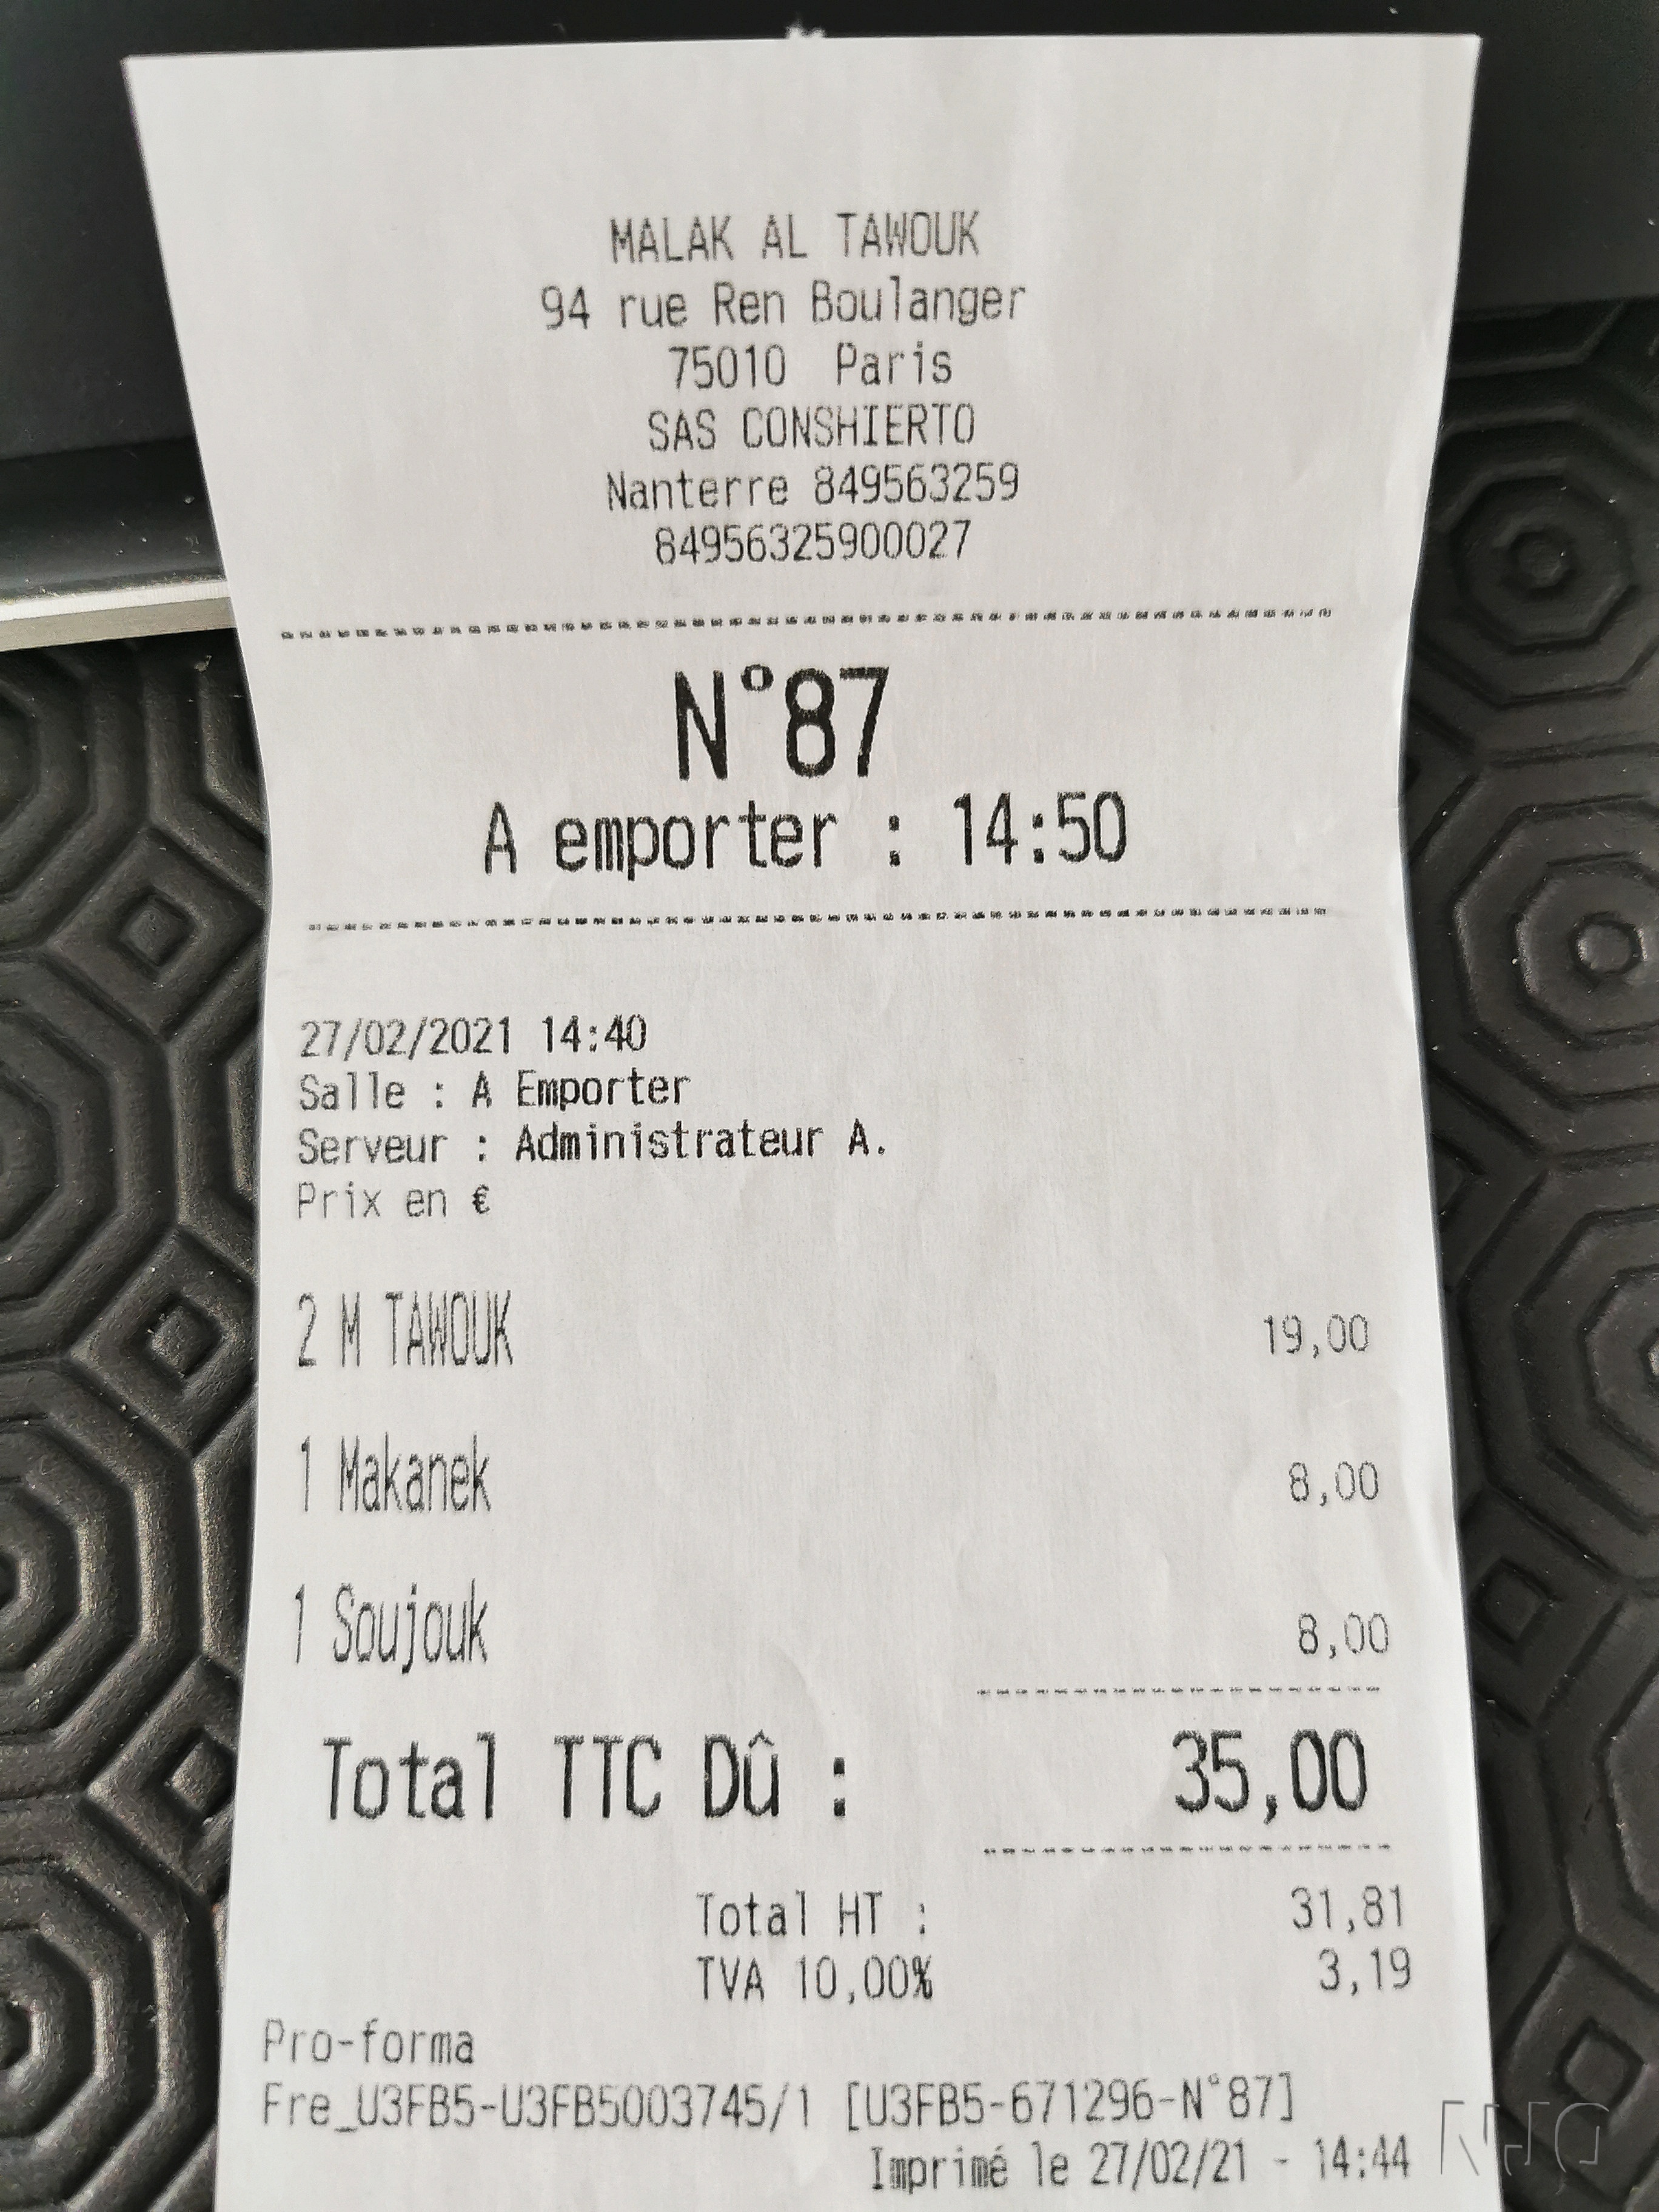 MALAK AL TAWOUK
94 rue Ren Boulanger
75010 Paris
SAS CONSHIERTO
Nanterre 849563259
84956325900027
N°87
A emporter : 14:50
27/02/2021 14:40
Salle : A Emporter
Serveur : Administrateur A.
Prix en €
2 M TAWOUK 19,00
1 Makanek 8,00
1 Soujouk 8,00
Total TTC Dû : 35,00
Total HT : 31,81
TVA 10,00% 3,19
Pro-forma
Fre_U3FB5-U3FB5003745/1 [U3FB5-671296-N°87]
Imprimé le 27/02/21 - 14:44